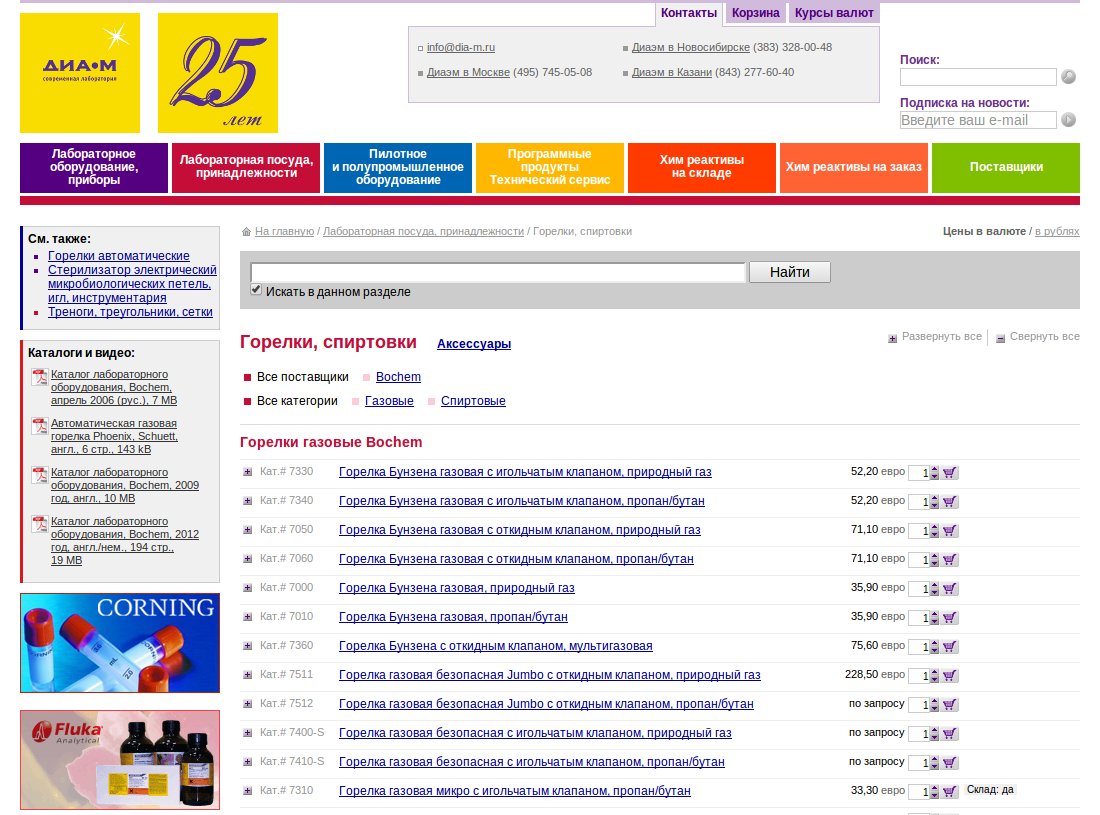 Контакты
Корзина
Курсы валют
info@dia-m.ru
Диаэм в Новосибирске (383) 328-00-48
Диаэм в Москве (495) 745-05-08
Диаэм в Казани (843) 277-60-40
ДИА•М
современная лаборатория
25
лет
Поиск:
Подписка на новости:
Введите ваш e-mail
Лабораторное
оборудование,
приборы
Лабораторная посуда,
принадлежности
Пилотное
и полупромышленное
оборудование
Программные
продукты
Технический сервис
Хим реактивы
на складе
Хим реактивы на заказ
Поставщики
См. также:
Горелки автоматические
Стерилизатор электрический
микробиологических петель,
игл, инструментария
Треноги, треугольники, сетки
Каталоги и видео:
Каталог лабораторного
оборудования, Bochem,
апрель 2006 (рус.), 7 MB
Автоматическая газовая
горелка Phoenix, Schuett,
англ., 6 стр., 143 kB
Каталог лабораторного
оборудования, Bochem, 2009
год, англ., 10 MB
Каталог лабораторного
оборудования, Bochem, 2012
год, англ./нем., 194 стр.,
19 MB
CORNING
Fluka
Analytical
На главную / Лабораторная посуда, принадлежности / Горелки, спиртовки
Цены в валюте / в рублях
Найти
Искать в данном разделе
Горелки, спиртовки
Аксессуары
Развернуть все
Свернуть все
Все поставщики
Bochem
Все категории
Газовые
Спиртовые
Горелки газовые Bochem
Кат.# 7330 Горелка Бунзена газовая с игольчатым клапаном, природный газ 52,20 евро 1
Кат.# 7340 Горелка Бунзена газовая с игольчатым клапаном, пропан/бутан 52,20 евро 1
Кат.# 7050 Горелка Бунзена газовая с откидным клапаном, природный газ 71,10 евро 1
Кат.# 7060 Горелка Бунзена газовая с откидным клапаном, пропан/бутан 71,10 евро 1
Кат.# 7000 Горелка Бунзена газовая, природный газ 35,90 евро 1
Кат.# 7010 Горелка Бунзена газовая, пропан/бутан 35,90 евро 1
Кат.# 7360 Горелка Бунзена с откидным клапаном, мультигазовая 75,60 евро 1
Кат.# 7511 Горелка газовая безопасная Jumbo с откидным клапаном, природный газ 228,50 евро 1
Кат.# 7512 Горелка газовая безопасная Jumbo с откидным клапаном, пропан/бутан по запросу 1
Кат.# 7400-S Горелка газовая безопасная с игольчатым клапаном, природный газ по запросу 1
Кат.# 7410-S Горелка газовая безопасная с игольчатым клапаном, пропан/бутан по запросу 1
Кат.# 7310 Горелка газовая микро с игольчатым клапаном, пропан/бутан 33,30 евро 1 Склад: да